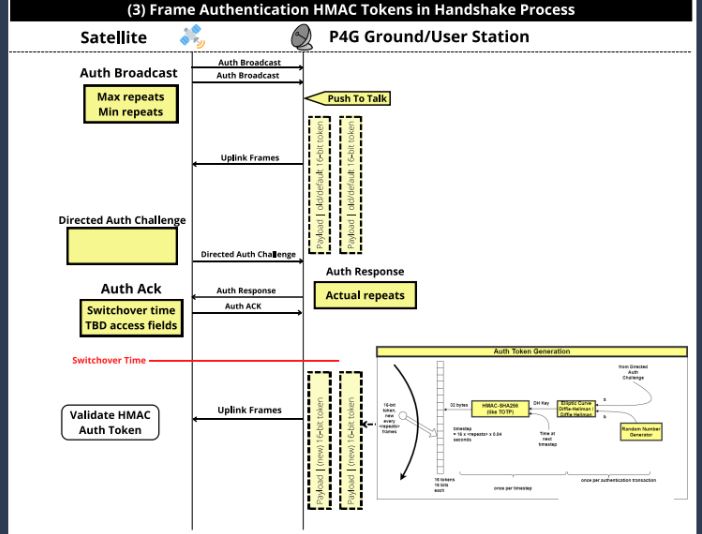 (3) Frame Authentication HMAC Tokens in Handshake Process
Satellite
P4G Ground/User Station
Auth Broadcast
Auth Broadcast
Auth Broadcast
Max repeats
Min repeats
Push To Talk
Payload | old/default 16-bit token
Payload | old/default 16-bit token
Uplink Frames
Directed Auth Challenge
Directed Auth Challenge
Auth Response
Auth Ack
Auth Response
Actual repeats
Auth ACK
Switchover time
TBD access fields
Switchover Time
Auth Token Generation
from Directed
Auth
Challenge
32 bytes
HMAC-SHA256
(like TOTP)
DH Key
Elliptic Curve
Diffie-Hellman /
Diffie Hellman
16-bit
token,
new
every
<repeats>
frames
timestep
= 16 x <repeats> x 0.04
seconds
Time at
next
timestep
Random Number
Generator
16 tokens
16 bits
each
once per timestep
once per authentication transaction
Uplink Frames
Validate HMAC
Auth Token
Payload | (new) 16-bit token
Payload | (new) 16-bit token